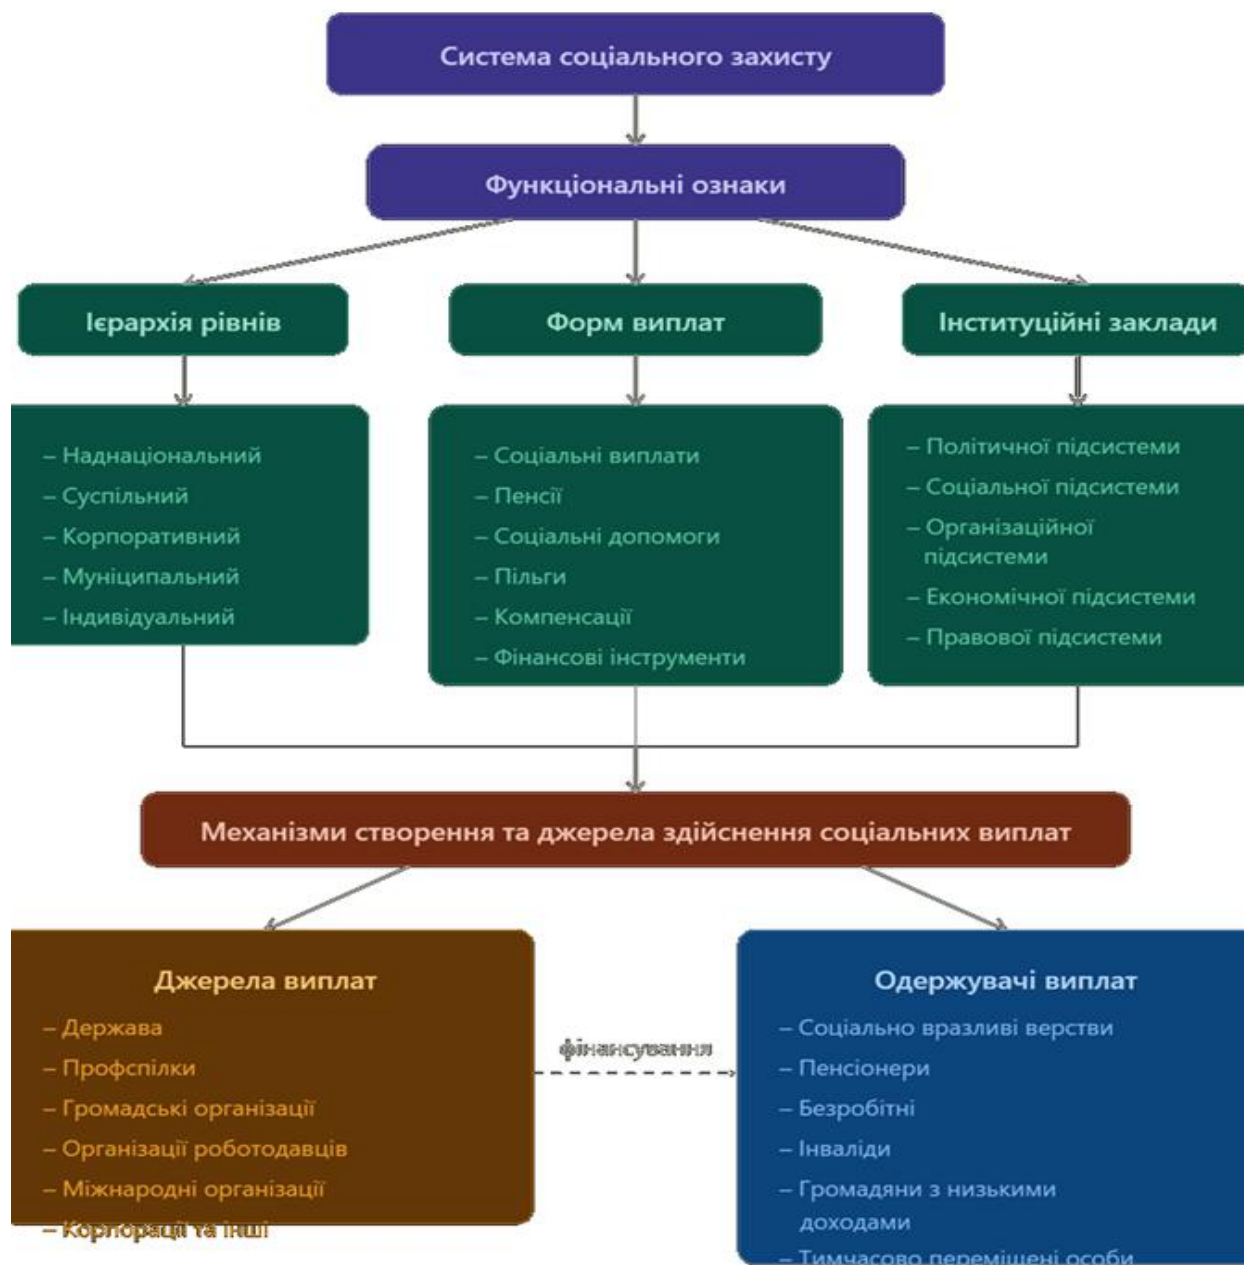 Система соціального захисту
Функціональні ознаки
Ієрархія рівнів
Форм виплат
Інституційні заклади
– Наднаціональний
– Суспільний
– Корпоративний
– Муніципальний
– Індивідуальний
– Соціальні виплати
– Пенсії
– Соціальні допомоги
– Пільги
– Компенсації
– Фінансові інструменти
– Політичної підсистеми
– Соціальної підсистеми
– Організаційної
підсистеми
– Економічної підсистеми
– Правової підсистеми
Механізми створення та джерела здійснення соціальних виплат
Джерела виплат
– Держава
– Профспілки
– Громадські організації
– Організації роботодавців
– Міжнародні організації
– Корпорації та інші
фінансування
Одержувачі виплат
– Соціально вразливі верстви
– Пенсіонери
– Безробітні
– Інваліди
– Громадяни з низькими
доходами
– Тимчасово переміщені особи